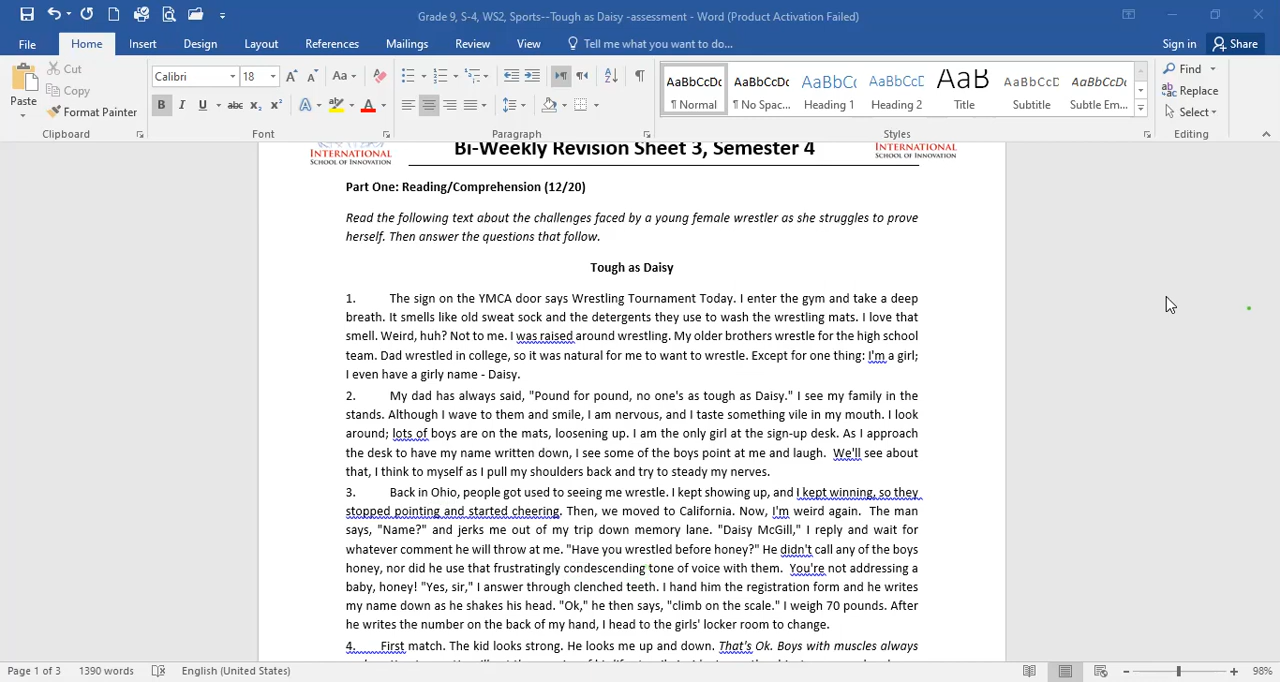 Grade 9, S-4, WS2, Sports--Tough as Daisy -assessment - Word (Product Activation Failed)
File Home Insert Design Layout References Mailings Review View Tell me what you want to do... Sign in Share
Paste
Cut
Copy
Format Painter
Clipboard
Calibri 18 Aa
B I U abc x₂ x² A A
Font
Paragraph
AaBbCcDc AaBbCcDc AaBbC( AaBbCcD AaB AaBbCcD AaBbCcDc
¶ Normal ¶ No Spac... Heading 1 Heading 2 Title Subtitle Subtle Em...
Styles
Find
Replace
Select
Editing
INTERNATIONAL
SCHOOL OF INNOVATION
Bi-Weekly Revision Sheet 3, Semester 4
INTERNATIONAL
SCHOOL OF INNOVATION
Part One: Reading/Comprehension (12/20)
Read the following text about the challenges faced by a young female wrestler as she struggles to prove
herself. Then answer the questions that follow.
Tough as Daisy
1. The sign on the YMCA door says Wrestling Tournament Today. I enter the gym and take a deep
breath. It smells like old sweat sock and the detergents they use to wash the wrestling mats. I love that
smell. Weird, huh? Not to me. I was raised around wrestling. My older brothers wrestle for the high school
team. Dad wrestled in college, so it was natural for me to want to wrestle. Except for one thing: I'm a girl;
I even have a girly name - Daisy.
2. My dad has always said, "Pound for pound, no one's as tough as Daisy." I see my family in the
stands. Although I wave to them and smile, I am nervous, and I taste something vile in my mouth. I look
around; lots of boys are on the mats, loosening up. I am the only girl at the sign-up desk. As I approach
the desk to have my name written down, I see some of the boys point at me and laugh. We'll see about
that, I think to myself as I pull my shoulders back and try to steady my nerves.
3. Back in Ohio, people got used to seeing me wrestle. I kept showing up, and I kept winning, so they
stopped pointing and started cheering. Then, we moved to California. Now, I'm weird again. The man
says, "Name?" and jerks me out of my trip down memory lane. "Daisy McGill," I reply and wait for
whatever comment he will throw at me. "Have you wrestled before honey?" He didn't call any of the boys
honey, nor did he use that frustratingly condescending tone of voice with them. You're not addressing a
baby, honey! "Yes, sir," I answer through clenched teeth. I hand him the registration form and he writes
my name down as he shakes his head. "Ok," he then says, "climb on the scale." I weigh 70 pounds. After
he writes the number on the back of my hand, I head to the girls' locker room to change.
4. First match. The kid looks strong. He looks me up and down. That's Ok. Boys with muscles always
Page 1 of 3 1390 words English (United States) 98%